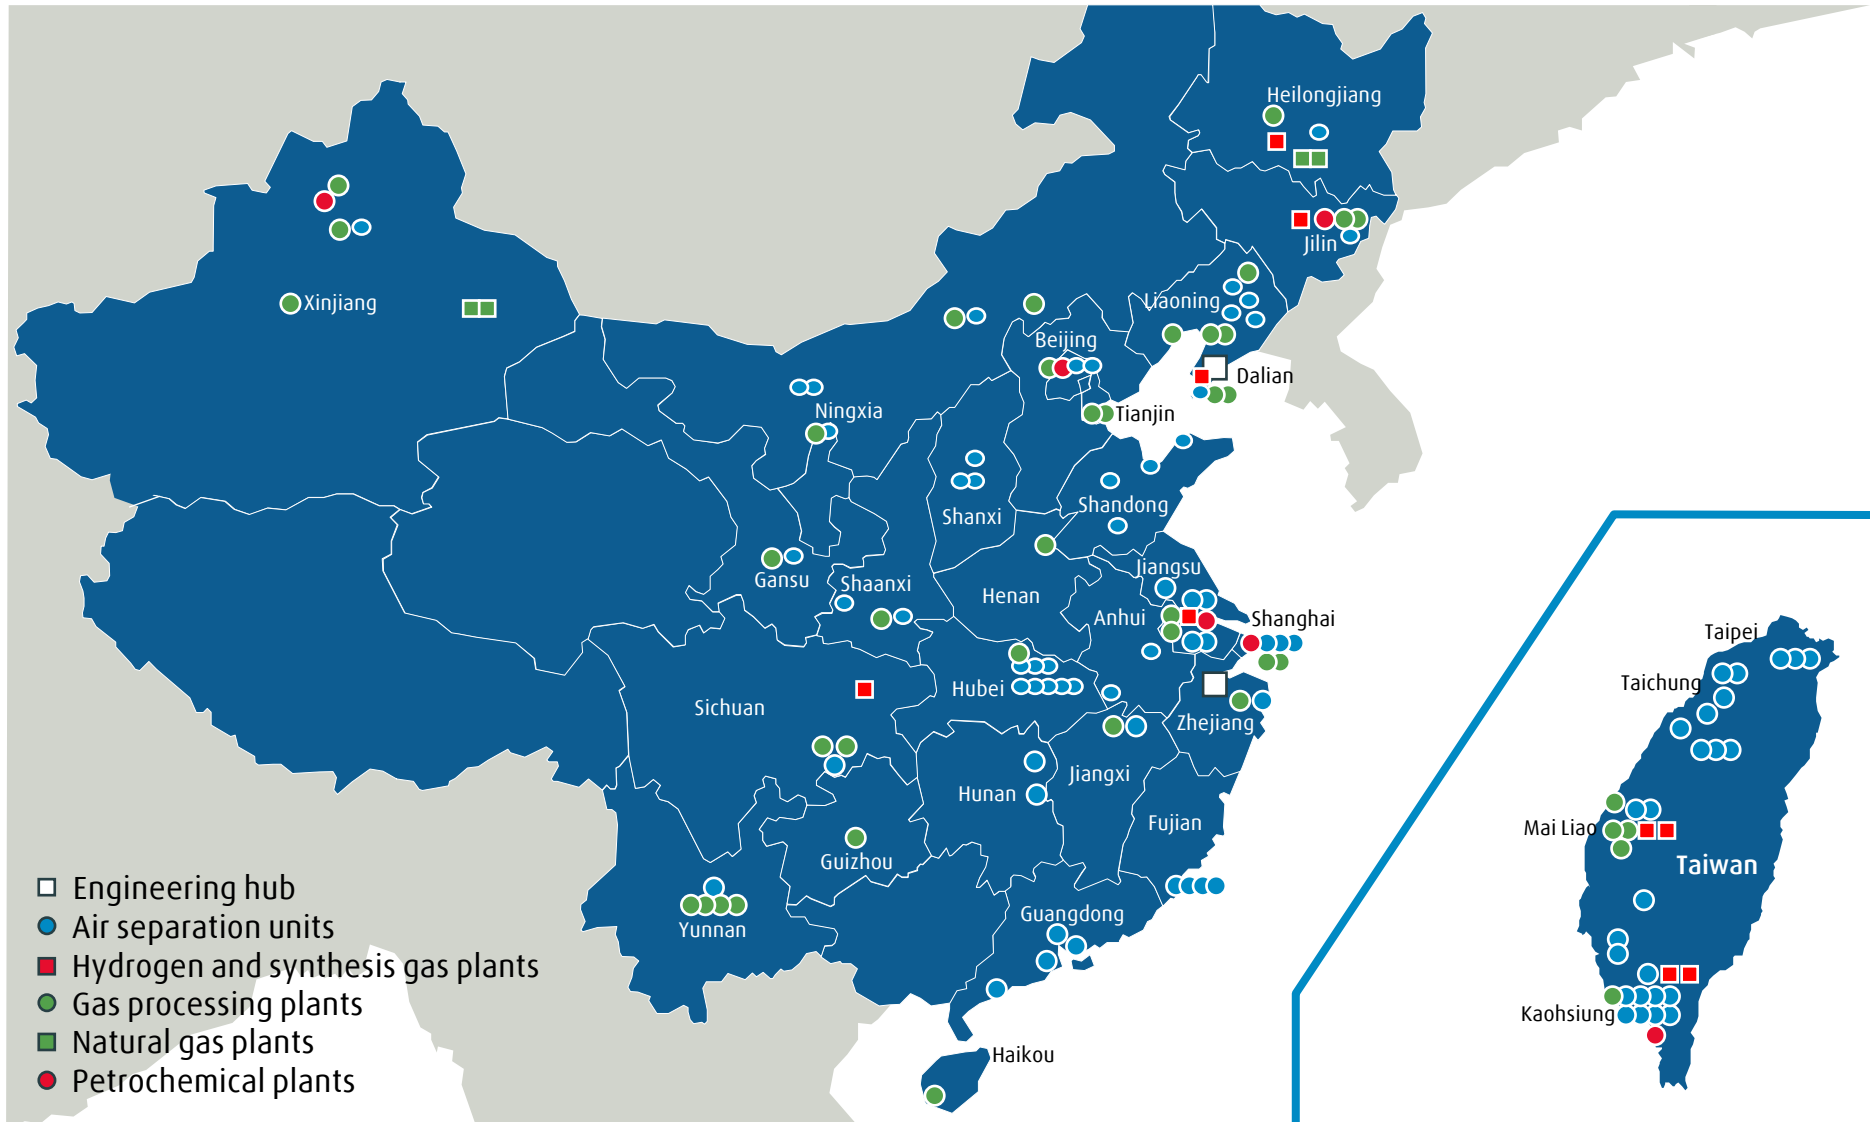 Heilongjiang
Jilin
Xinjiang
Liaoning
Beijing
Dalian
Ningxia
Tianjin
Shanxi
Shandong
Gansu
Shaanxi
Henan
Jiangsu
Anhui
Shanghai
Sichuan
Hubei
Zhejiang
Jiangxi
Hunan
Fujian
Guizhou
Guangdong
Yunnan
Haikou
Taipei
Taichung
Mai Liao
Taiwan
Kaohsiung
Engineering hub
Air separation units
Hydrogen and synthesis gas plants
Gas processing plants
Natural gas plants
Petrochemical plants